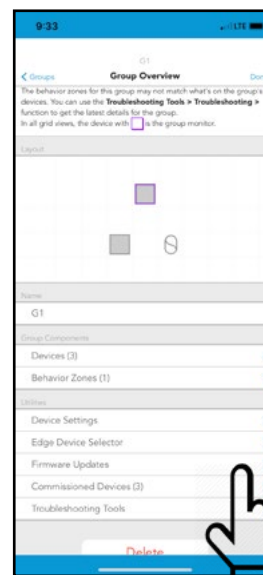 9:33
LTE
G1
Groups
Group Overview
Don
The behavior zones for this group may not match what's on the group's
devices. You can use the Troubleshooting Tools > Troubleshooting >
function to get the latest details for the group.
In all grid views, the device with is the group monitor.
Layout
Name
G1
Group Components
Devices (3)
Behavior Zones (1)
Utilities
Device Settings
Edge Device Selector
Firmware Updates
Commissioned Devices (3)
Troubleshooting Tools
Delete